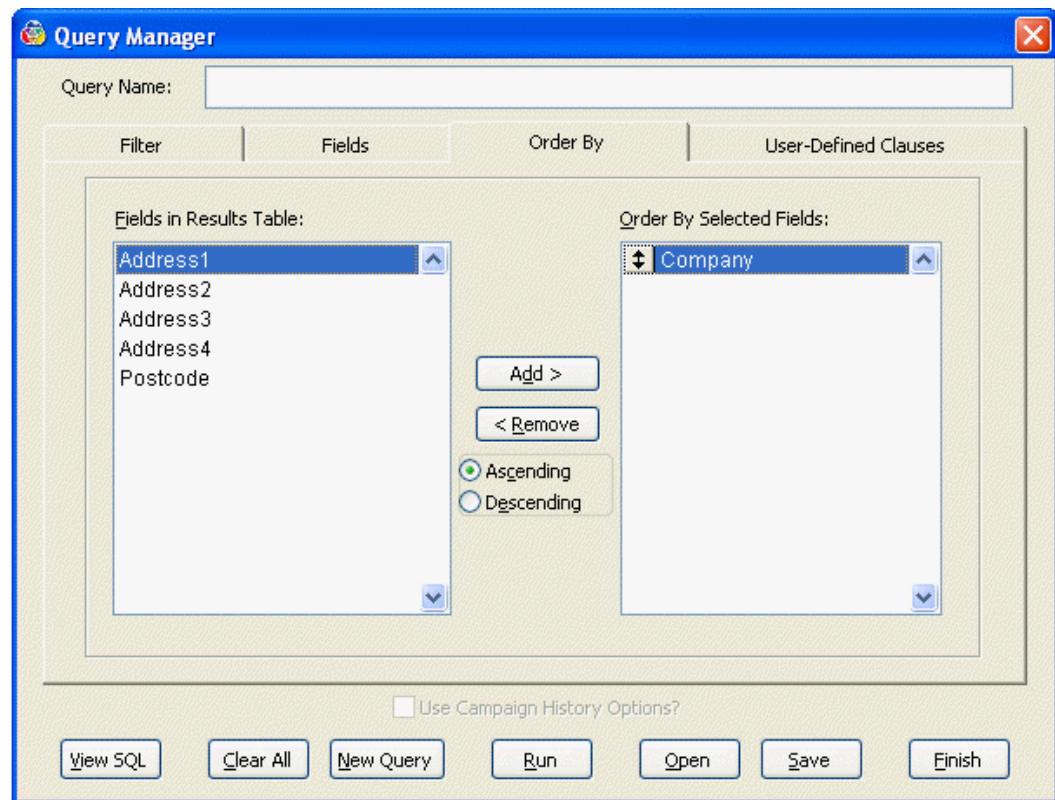 Query Manager
Query Name:
Filter
Fields
Order By
User-Defined Clauses
Fields in Results Table:
Order By Selected Fields:
Address1
Address2
Address3
Address4
Postcode
Company
Add >
< Remove
Ascending
Descending
Use Campaign History Options?
View SQL
Clear All
New Query
Run
Open
Save
Finish